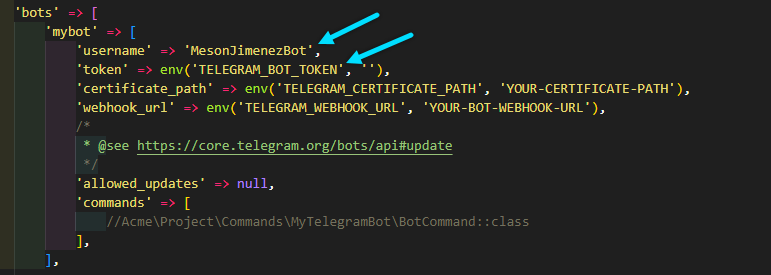 'bots' => [
'mybot' => [
'username' => 'MesonJimenezBot',
'token' => env('TELEGRAM_BOT_TOKEN', ''),
'certificate_path' => env('TELEGRAM_CERTIFICATE_PATH', 'YOUR-CERTIFICATE-PATH'),
'webhook_url' => env('TELEGRAM_WEBHOOK_URL', 'YOUR-BOT-WEBHOOK-URL'),
/*
* @see https://core.telegram.org/bots/api#update
*/
'allowed_updates' => null,
'commands' => [
//Acme\Project\Commands\MyTelegramBot\BotCommand::class
],
],